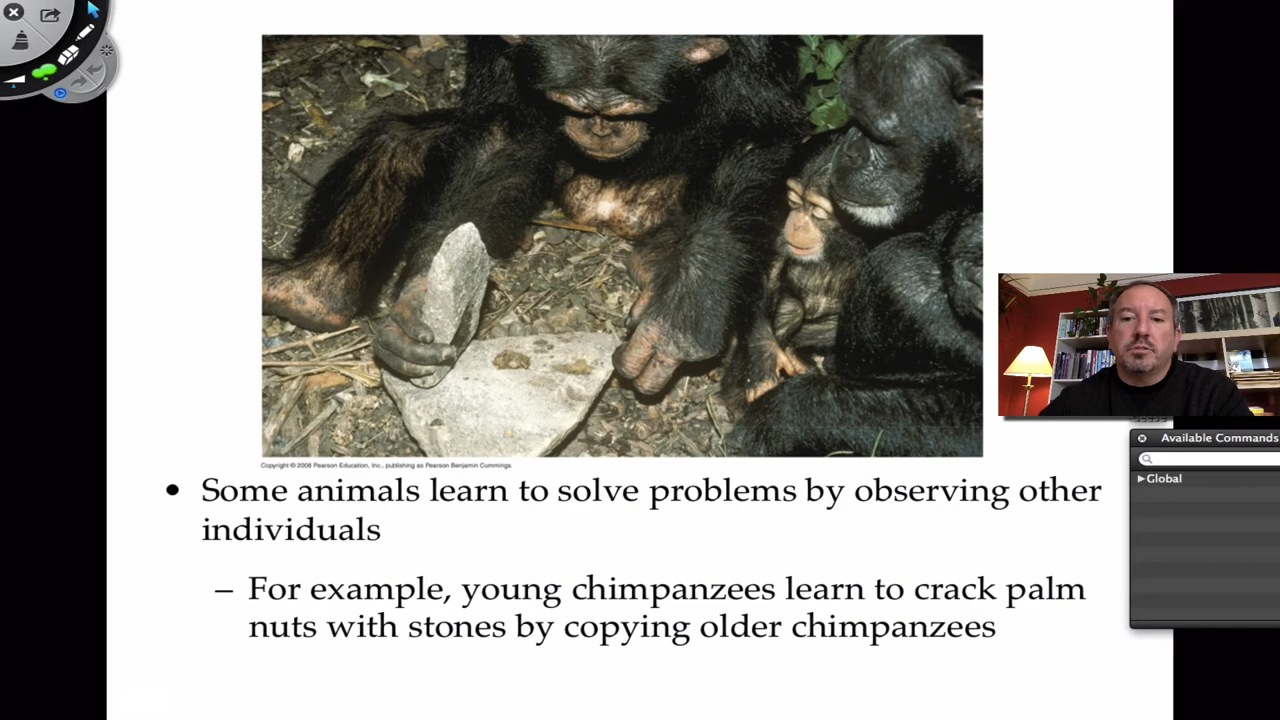 Copyright © 2008 Pearson Education, Inc., publishing as Pearson Benjamin Cummings.
• Some animals learn to solve problems by observing other
individuals
– For example, young chimpanzees learn to crack palm
nuts with stones by copying older chimpanzees
Available Commands
Global